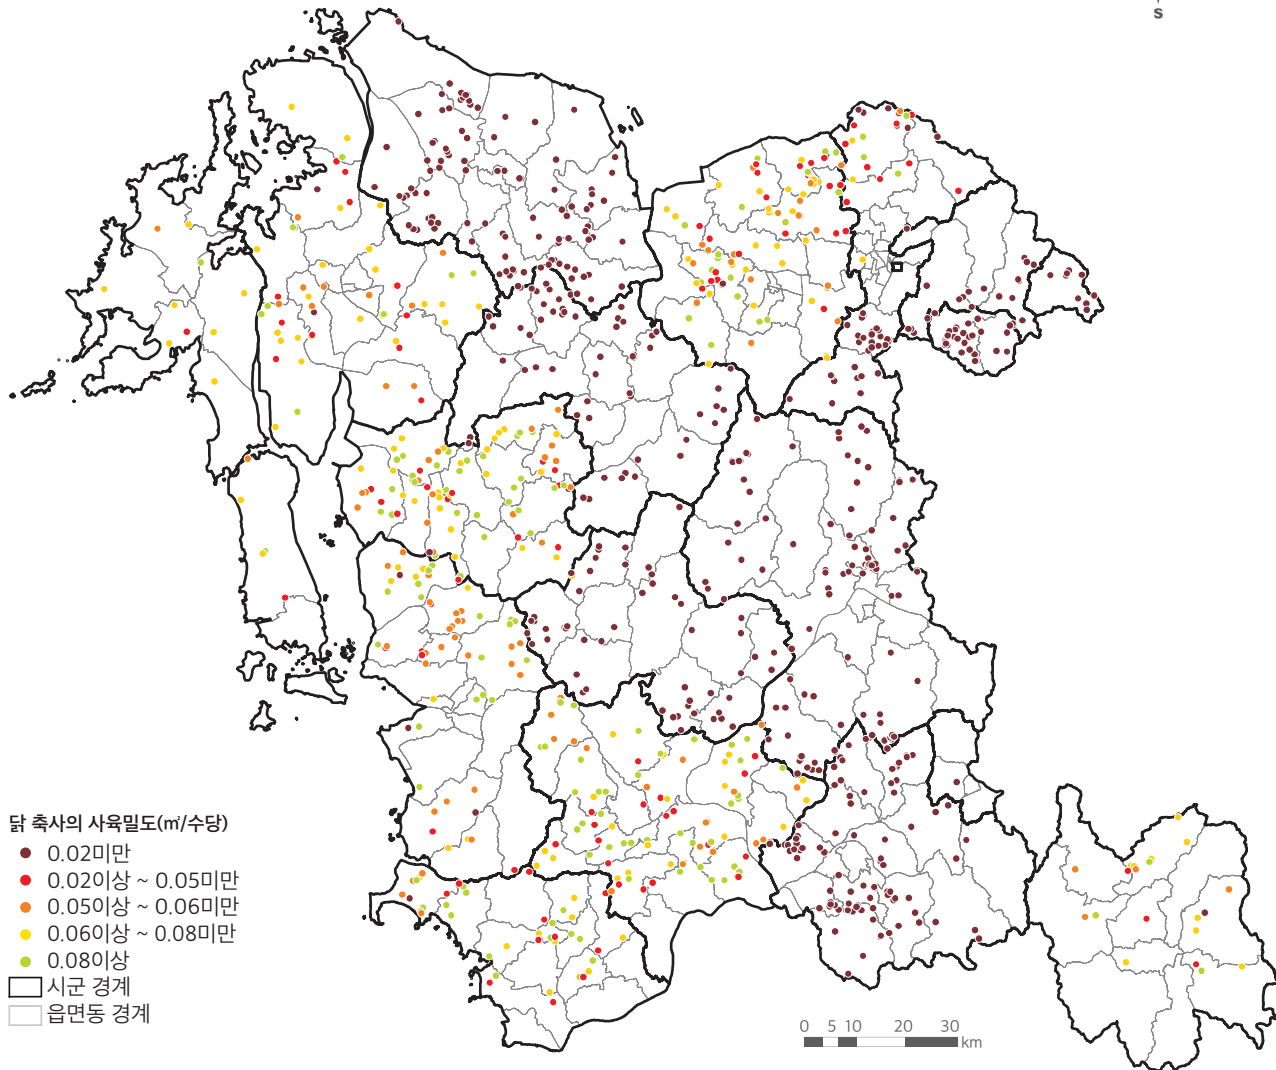 S
닭 축사의 사육밀도(㎡/수당)
0.02미만
0.02이상 ~ 0.05미만
0.05이상 ~ 0.06미만
0.06이상 ~ 0.08미만
0.08이상
시군 경계
읍면동 경계
0 5 10 20 30
km